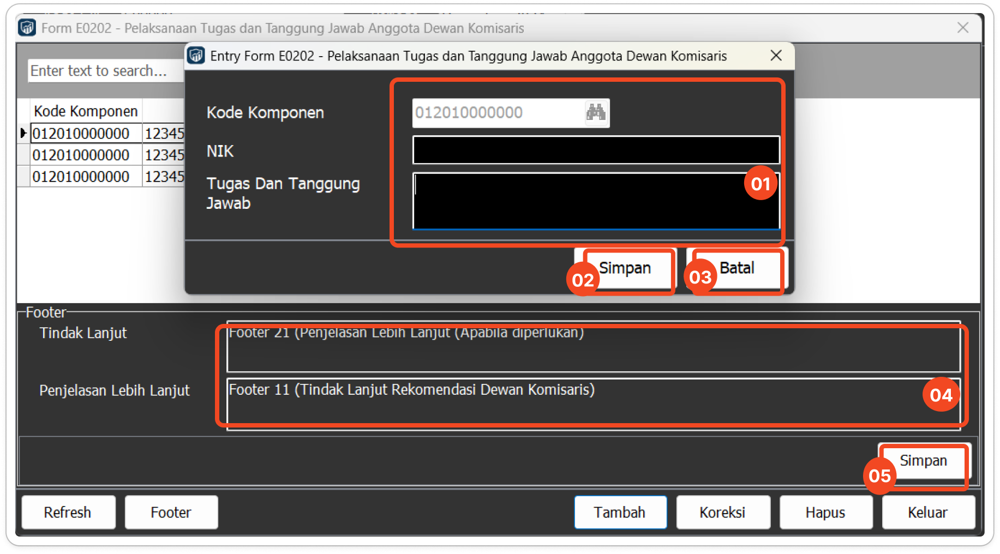 Form E0202 - Pelaksanaan Tugas dan Tanggung Jawab Anggota Dewan Komisaris
Entry Form E0202 - Pelaksanaan Tugas dan Tanggung Jawab Anggota Dewan Komisaris
Enter text to search...
Kode Komponen
012010000000 12345
012010000000 12345
012010000000 12345
Kode Komponen 012010000000
NIK
Tugas Dan Tanggung
Jawab
01
02 Simpan
03 Batal
Footer
Tindak Lanjut Footer 21 (Penjelasan Lebih Lanjut (Apabila diperlukan)
Penjelasan Lebih Lanjut Footer 11 (Tindak Lanjut Rekomendasi Dewan Komisaris)
04
Simpan
05
Refresh Footer Tambah Koreksi Hapus Keluar